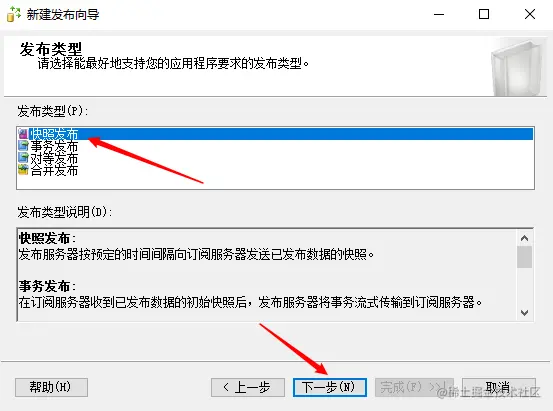 新建发布向导
发布类型
请选择能最好地支持您的应用程序要求的发布类型。
发布类型(P):
快照发布
事务发布
对等发布
合并发布
发布类型说明(D):
快照发布:
发布服务器按预定的时间间隔向订阅服务器发送已发布数据的快照。
事务发布:
在订阅服务器收到已发布数据的初始快照后，发布服务器将事务流式传输到订阅服务器。
帮助(H)
< 上一步
下一步(N)
完成(F) >>|
取消
@稀土掘金技术社区